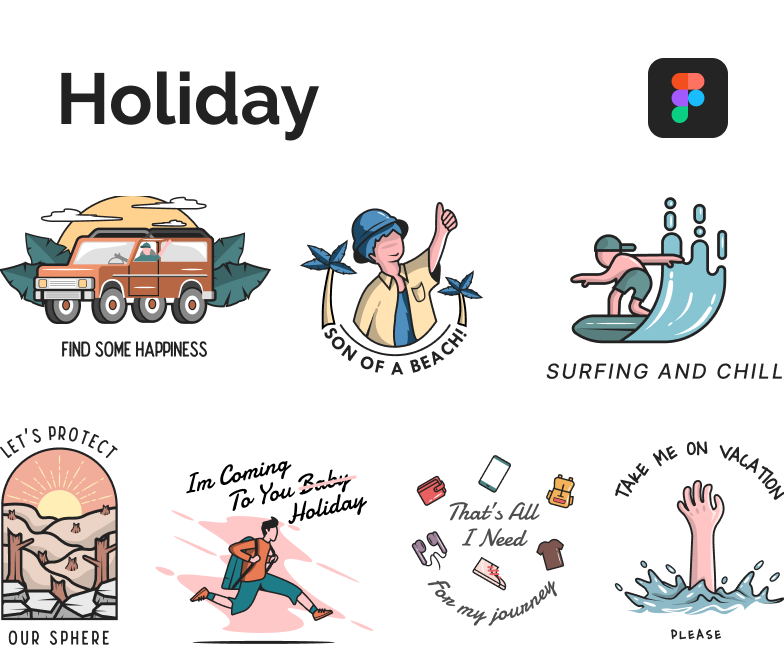 Holiday
FIND SOME HAPPINESS
SON OF A BEACH!
SURFING AND CHILL
LET'S PROTECT
OUR SPHERE
Im Coming
To You Baby
Holiday
That's All
I Need
For my journey
TAKE ME ON VACATION
PLEASE